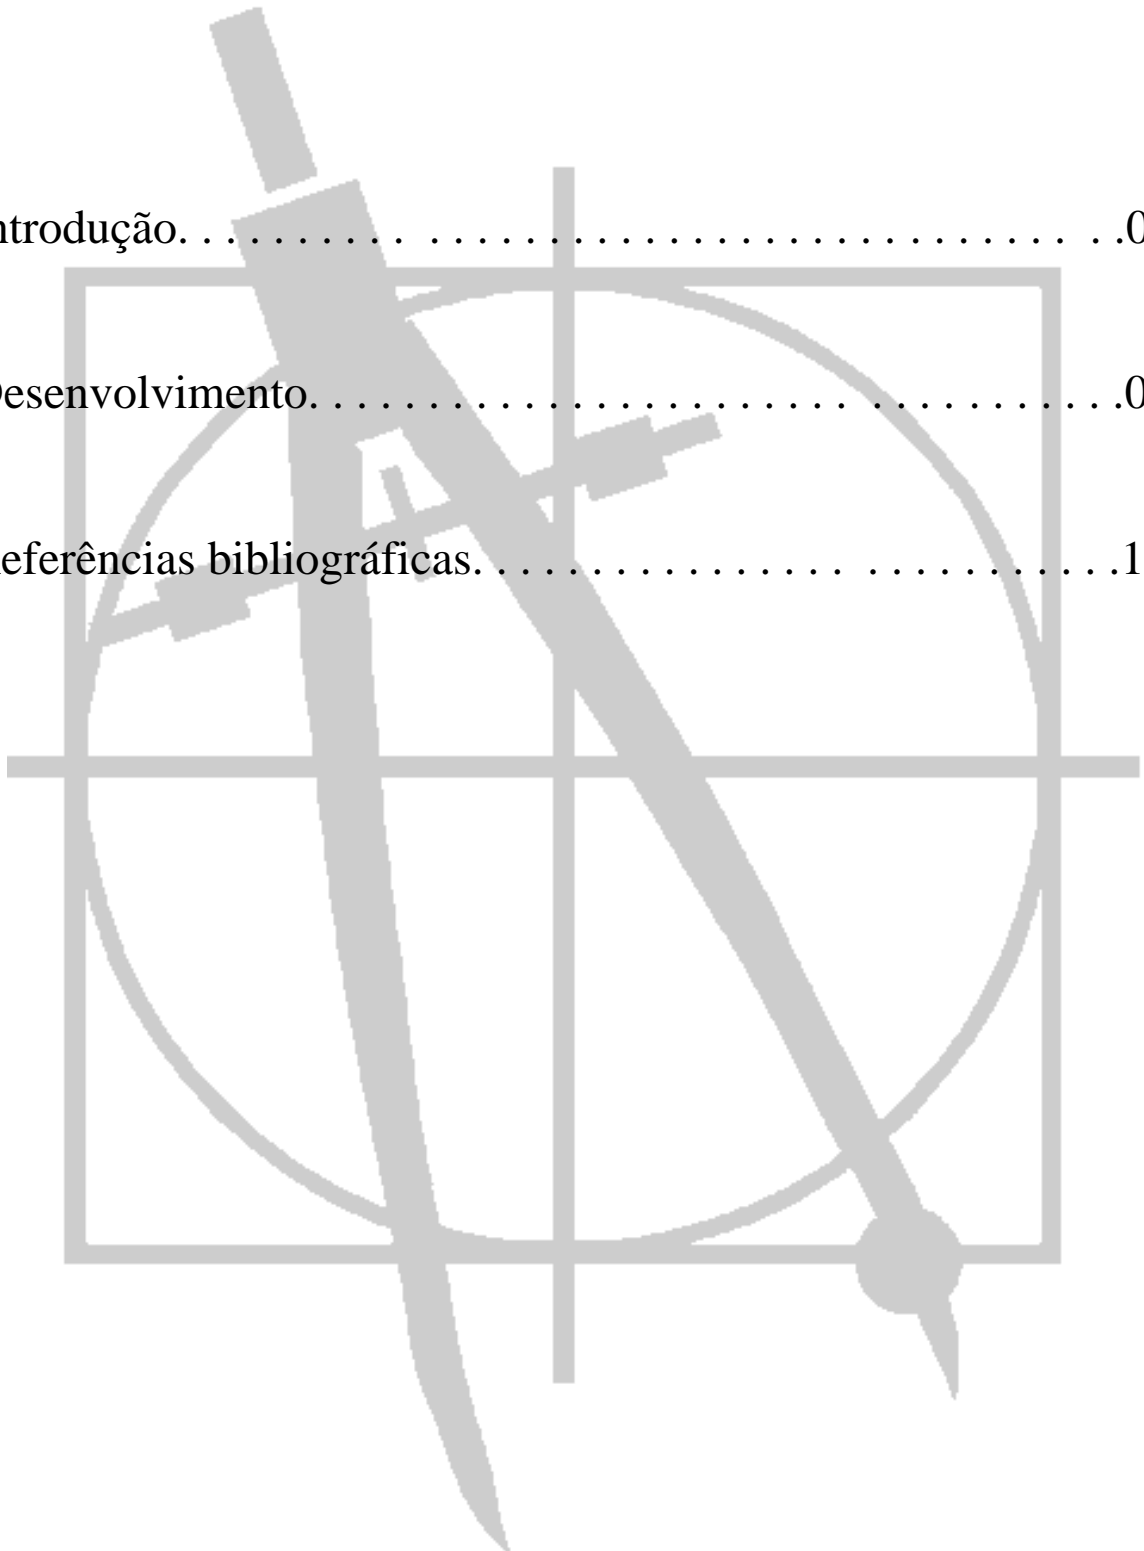 ntrodução. . . . . . . . . . . . . . . . . . . . . . . . . . . . . . . . . . . . . . . .0
esenvolvimento. . . . . . . . . . . . . . . . . . . . . . . . . . . . . . . . . . .0
eferências bibliográficas. . . . . . . . . . . . . . . . . . . . . . . . . . . .1